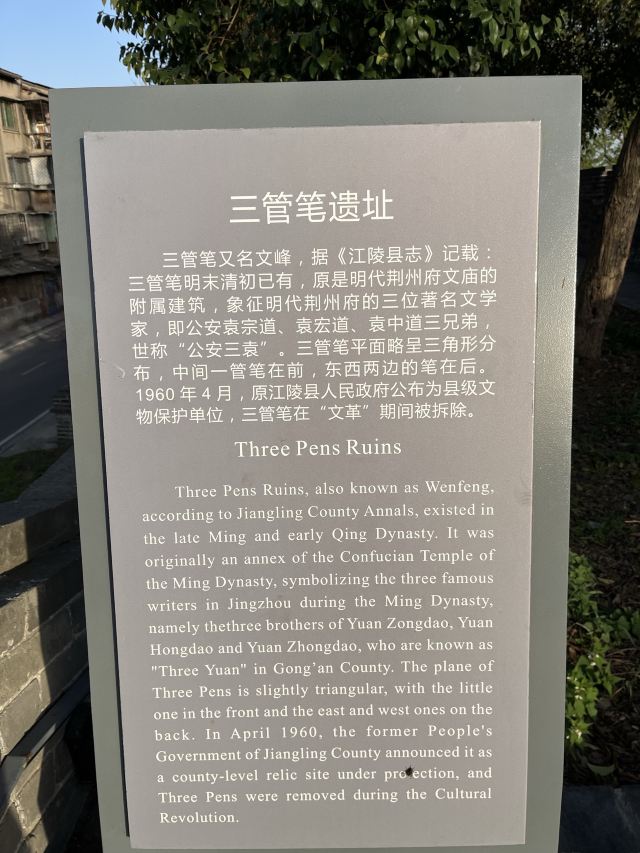 三管笔遗址
三管笔又名文峰，据《江陵县志》记载：
三管笔明末清初已有，原是明代荆州府文庙的
附属建筑，象征明代荆州府的三位著名文学
家，即公安袁宗道、袁宏道、袁中道三兄弟，
世称“公安三袁”。三管笔平面略呈三角形分
布，中间一管笔在前，东西两边的笔在后。
1960年4月，原江陵县人民政府公布为县级文
物保护单位，三管笔在“文革”期间被拆除。
Three Pens Ruins
Three Pens Ruins, also known as Wenfeng,
according to Jiangling County Annals, existed in
the late Ming and early Qing Dynasty. It was
originally an annex of the Confucian Temple of
the Ming Dynasty, symbolizing the three famous
writers in Jingzhou during the Ming Dynasty,
namely thethree brothers of Yuan Zongdao, Yuan
Hongdao and Yuan Zhongdao, who are known as
"Three Yuan" in Gong'an County. The plane of
Three Pens is slightly triangular, with the little
one in the front and the east and west ones on the
back. In April 1960, the former People's
Government of Jiangling County announced it as
a county-level relic site under protection, and
Three Pens were removed during the Cultural
Revolution.